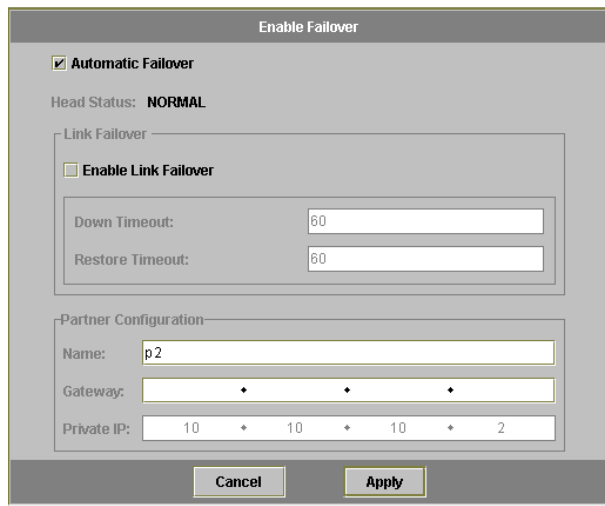 Enable Failover
Automatic Failover
Head Status: NORMAL
Link Failover
Enable Link Failover
Down Timeout: 60
Restore Timeout: 60
Partner Configuration
Name: p2
Gateway:
Private IP: 10 10 10 2
Cancel Apply